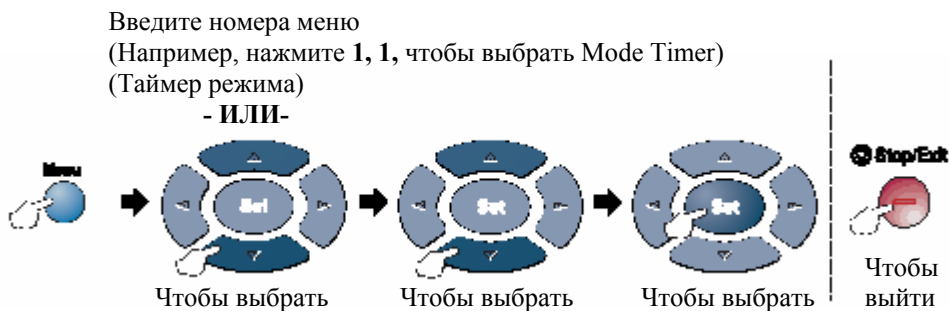 Введите номера меню
(Например, нажмите 1, 1, чтобы выбрать Mode Timer)
(Таймер режима)
- ИЛИ-
Menu
Set
Set
Set
Stop/Exit
Чтобы выбрать
Чтобы выбрать
Чтобы выбрать
Чтобы
выйти